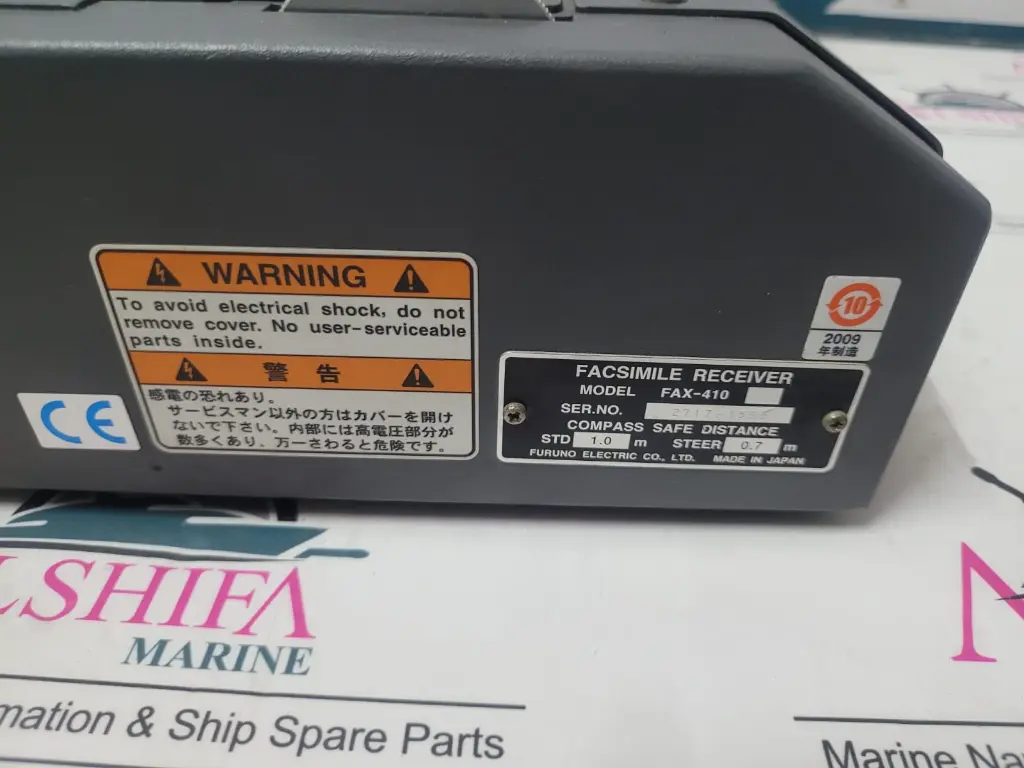 WARNING
To avoid electrical shock, do not
remove cover. No user-serviceable
parts inside.
警告
感電の恐れあり。
サービスマン以外の方はカバーを開け
ないで下さい。内部には高電圧部分が
数多くあり、万一さわると危険です。
CE
10
2009
年制造
FACSIMILE RECEIVER
MODEL FAX-410
SER.NO.
COMPASS SAFE DISTANCE
STD 1.0 m STEER 0.7 m
FURUNO ELECTRIC CO., LTD. MADE IN JAPAN
LSHIFA
MARINE
mation & Ship Spare Parts
Marine Na